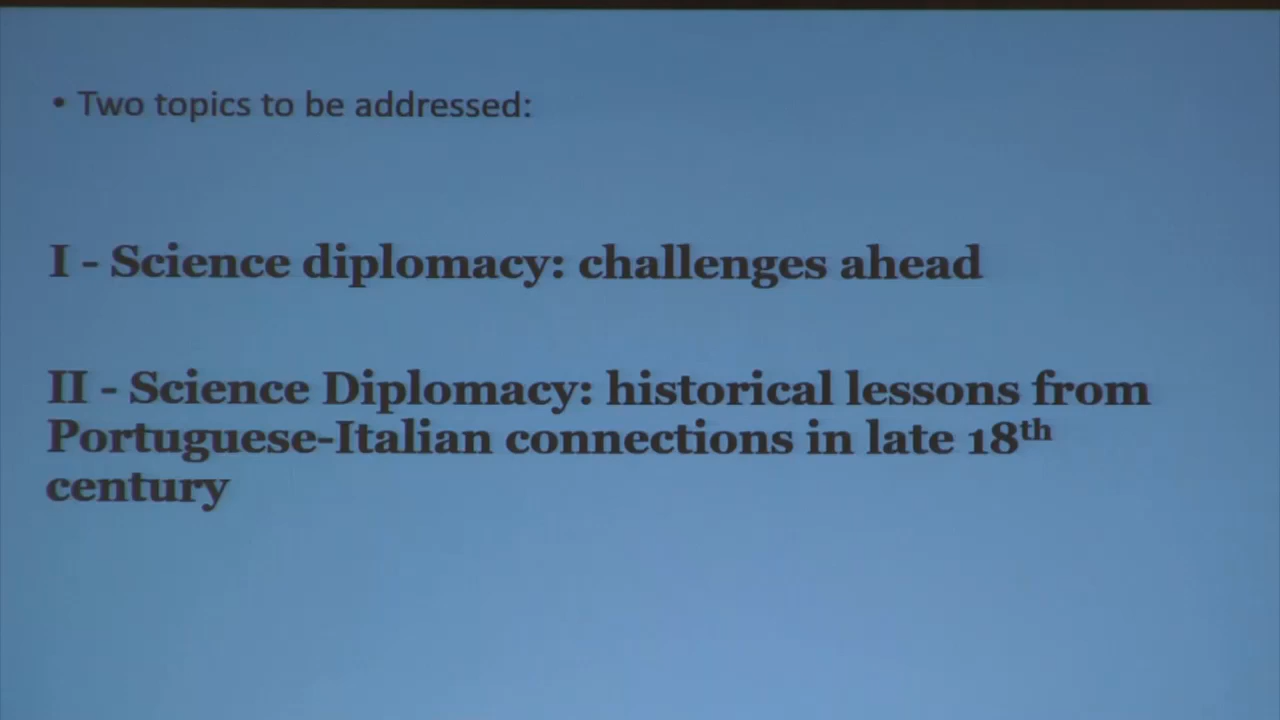 • Two topics to be addressed:
I - Science diplomacy: challenges ahead
II - Science Diplomacy: historical lessons from
Portuguese-Italian connections in late 18th
century